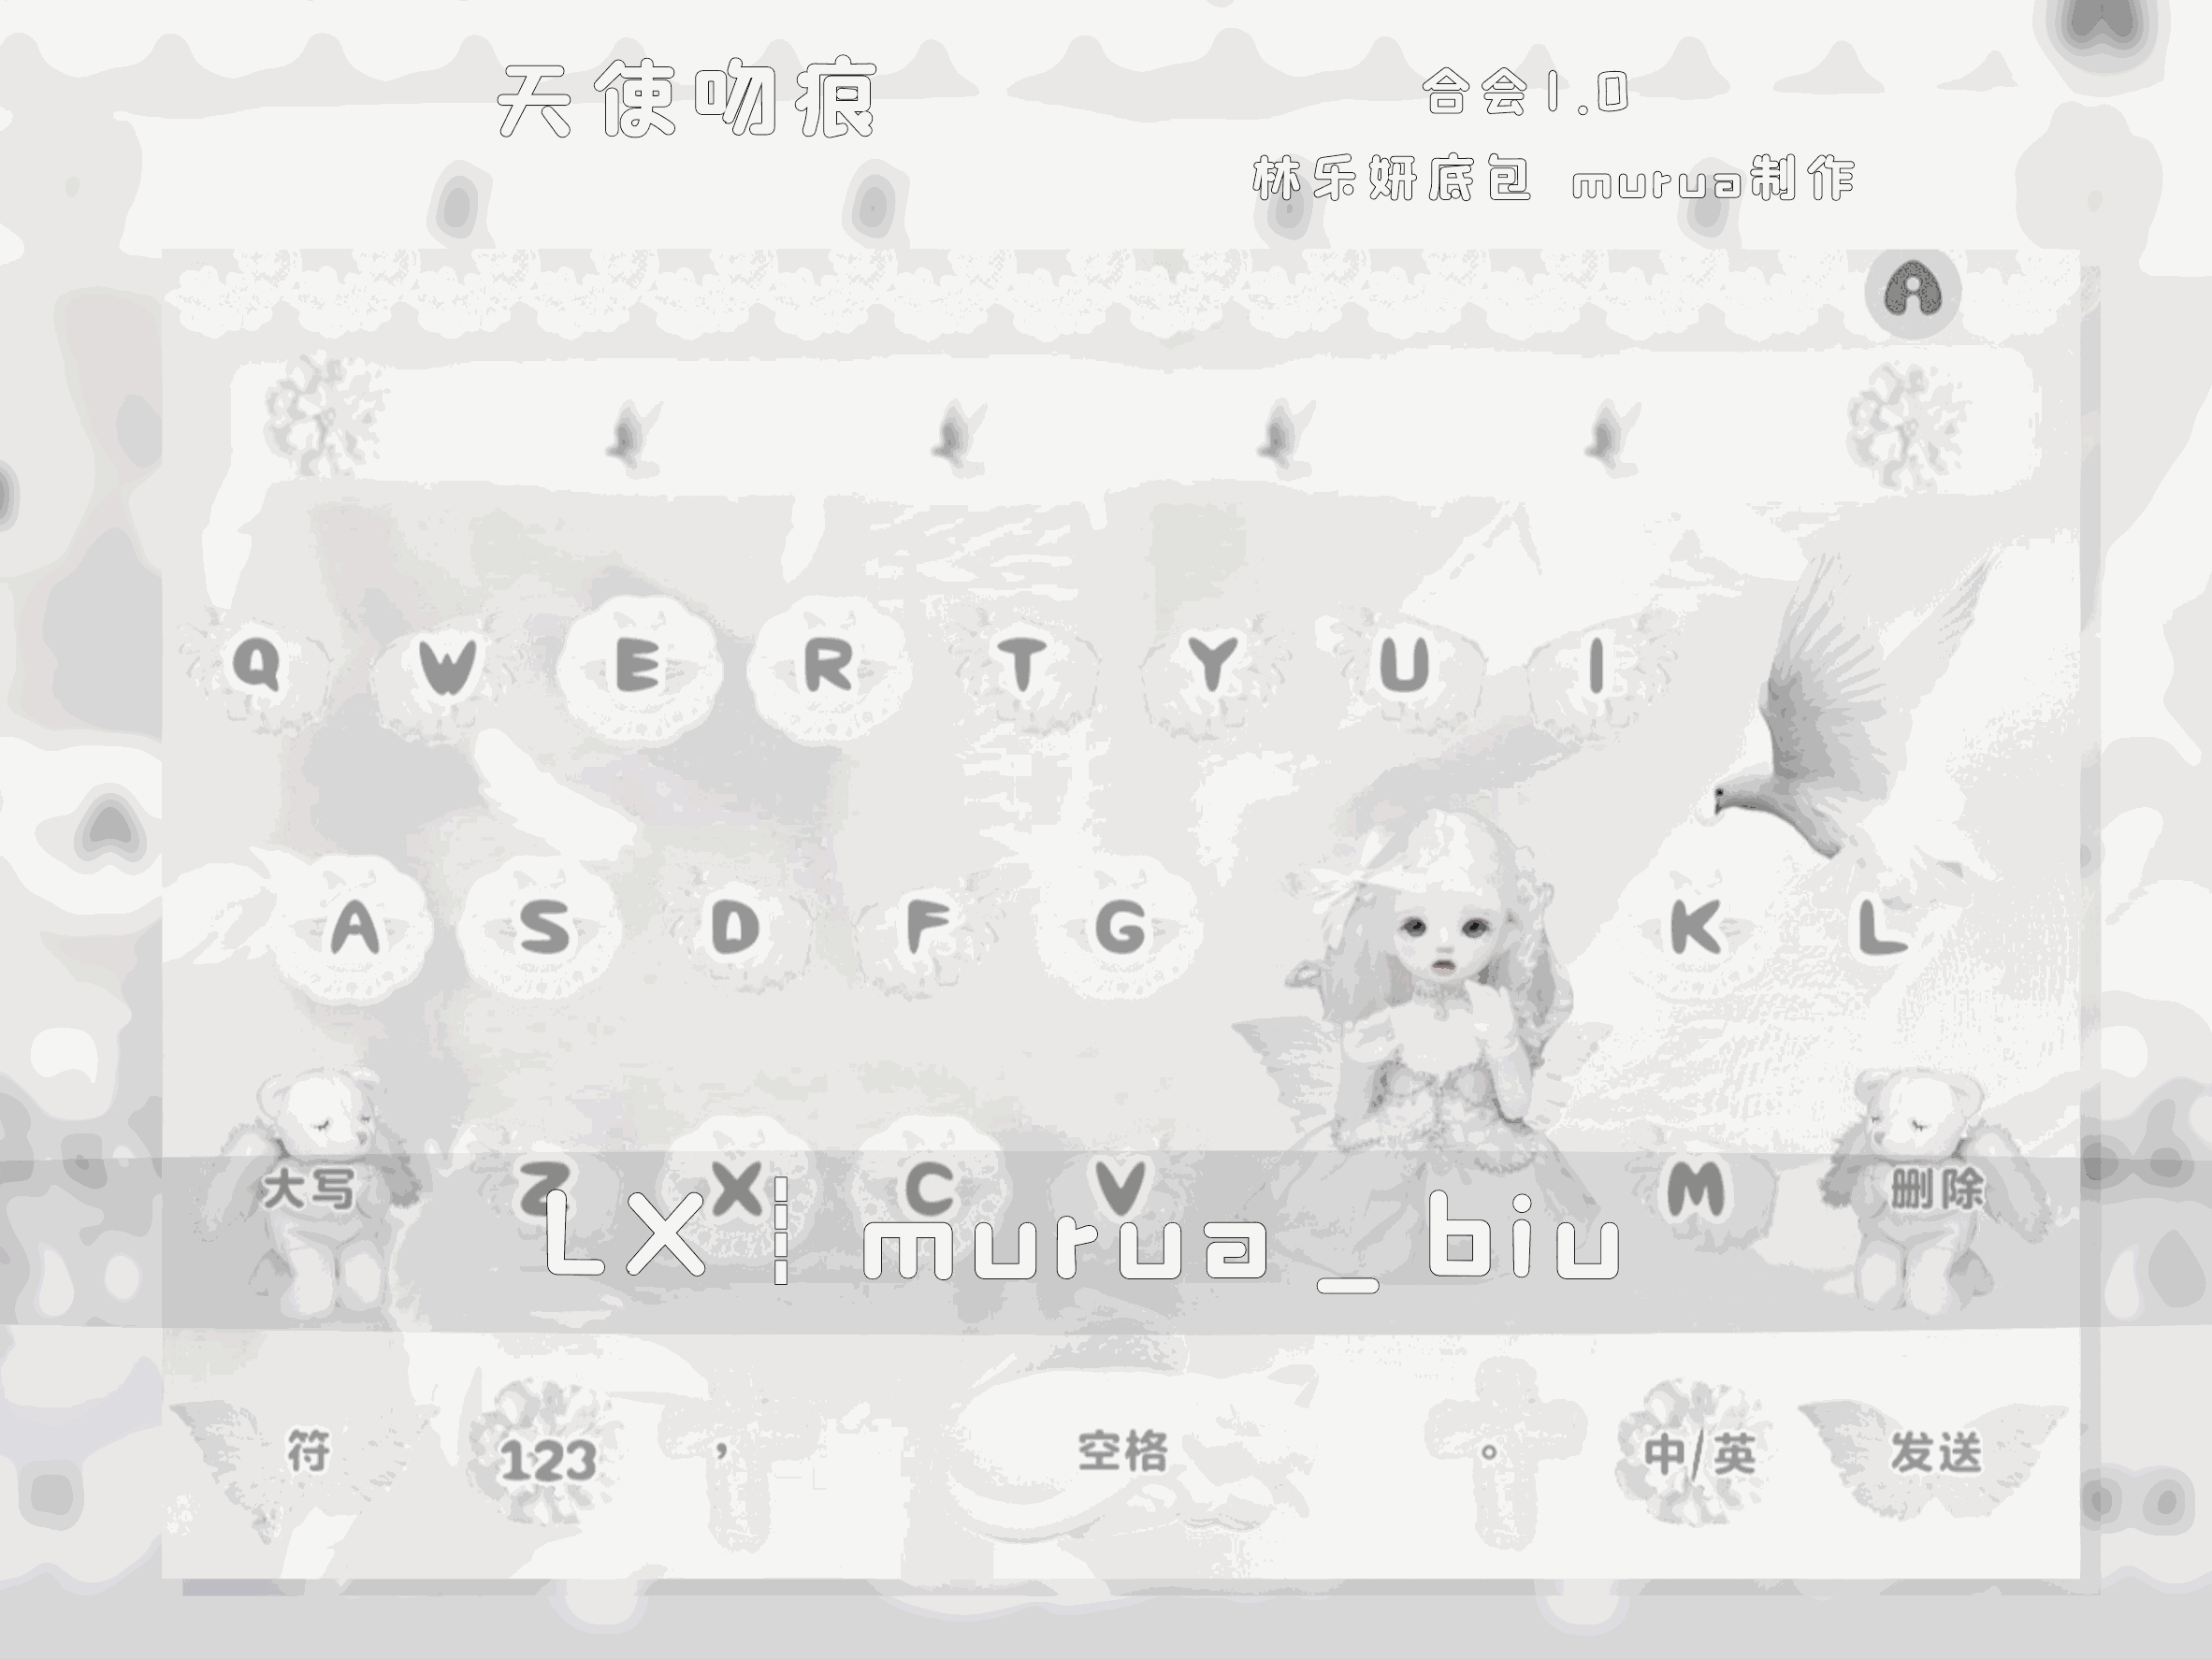 天使吻痕
合会1.0
林乐妍底包 murua制作
A
Q W E R T Y U I
A S D F G K L
大写 Z X C V M 删除
LX¦ murua _ biu
符 123 , 空格 。 中/英 发送